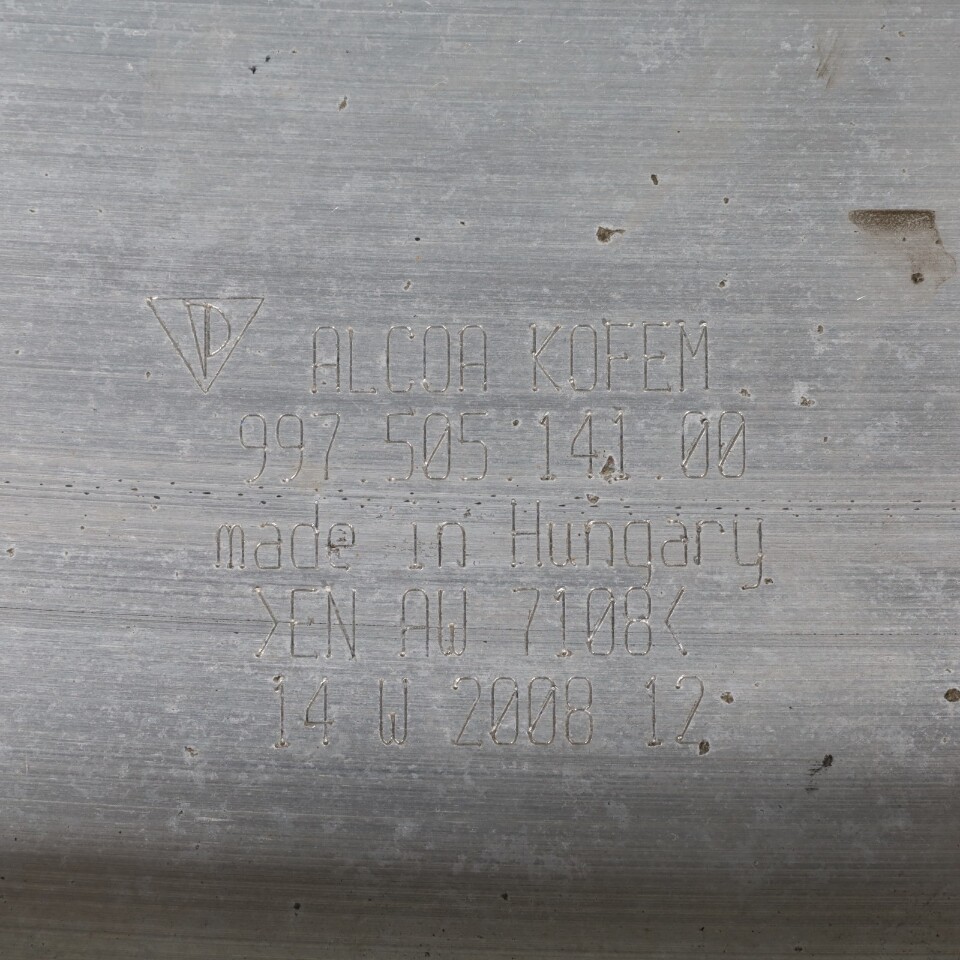 P ALCOA KOFEM
997.505.141.00
made in Hungary
>EN AW 7108<
14 W 2008 12